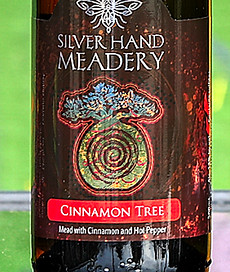 SILVER HAND
MEADERY
CINNAMON TREE
Mead with Cinnamon and Hot Pepper